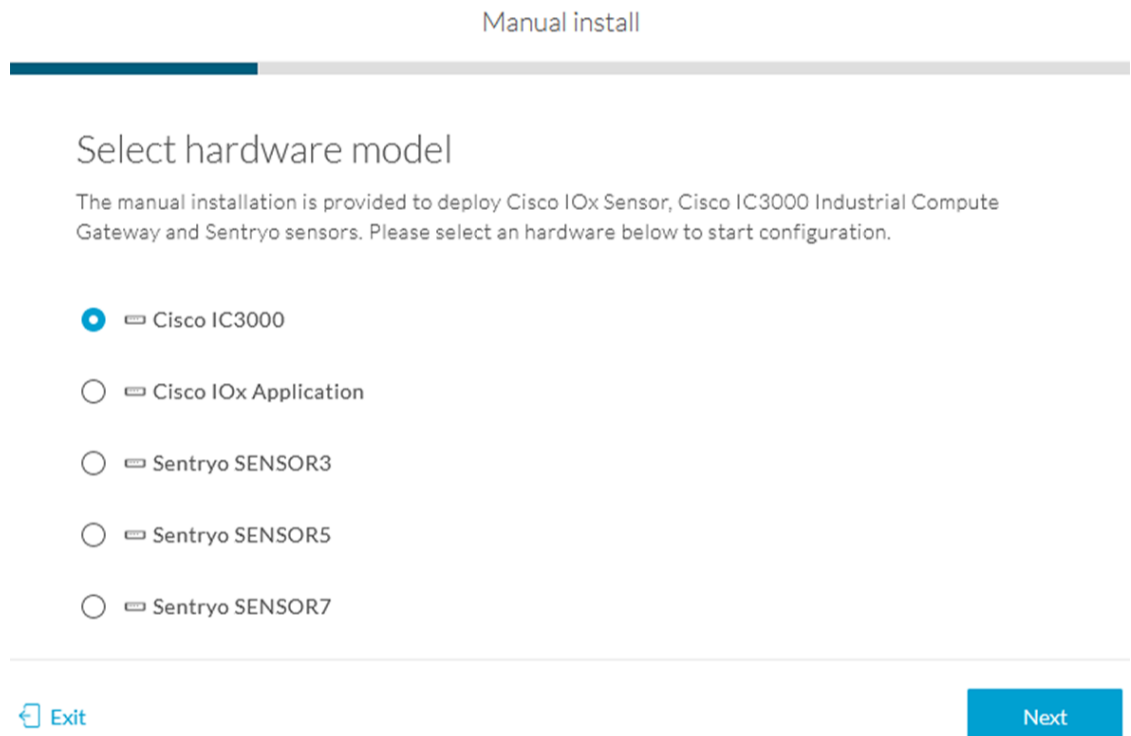 Manual install
Select hardware model
The manual installation is provided to deploy Cisco IOx Sensor, Cisco IC3000 Industrial Compute
Gateway and Sentryo sensors. Please select an hardware below to start configuration.
Cisco IC3000
Cisco IOx Application
Sentryo SENSOR3
Sentryo SENSOR5
Sentryo SENSOR7
Exit
Next